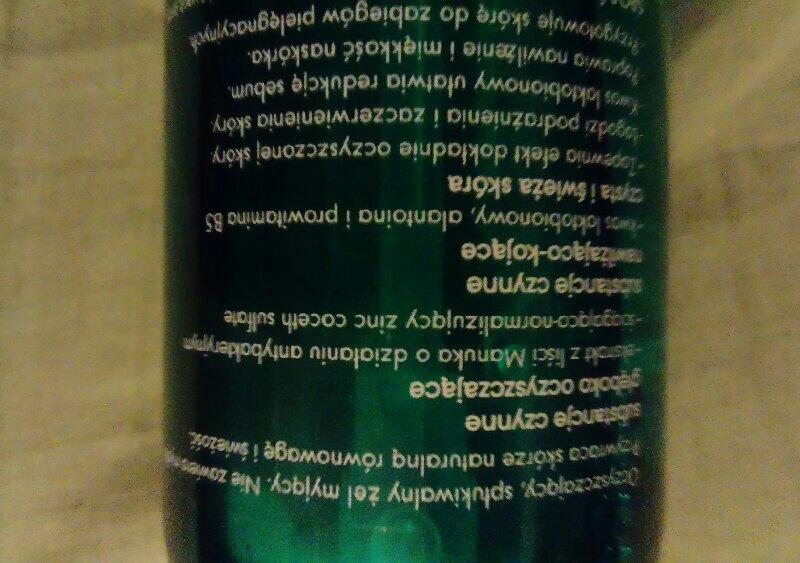 Oczyszczający, spłukiwalny żel myjący. Nie
Przywraca skórze naturalną równowagę i świeżość.
substancje czynne
głęboko oczyszczające
-ekstrakt z liści Manuka o działaniu antybakteryjnym
-ściągająco-normalizujący zinc coceth sulfate
substancje czynne
nawilżająco-kojące
-kwas laktobionowy, alantoina i prowitamina B5
czysta i świeża skóra
-Zapewnia efekt dokładnie oczyszczonej skóry.
-Łagodzi podrażnienia i zaczerwienienia skóry.
-Kwas laktobionowy ułatwia redukcję sebum.
-Poprawia nawilżenie i miękkość naskórka.
-Przygotowuje skórę do zabiegów pielęgnacyjnych.